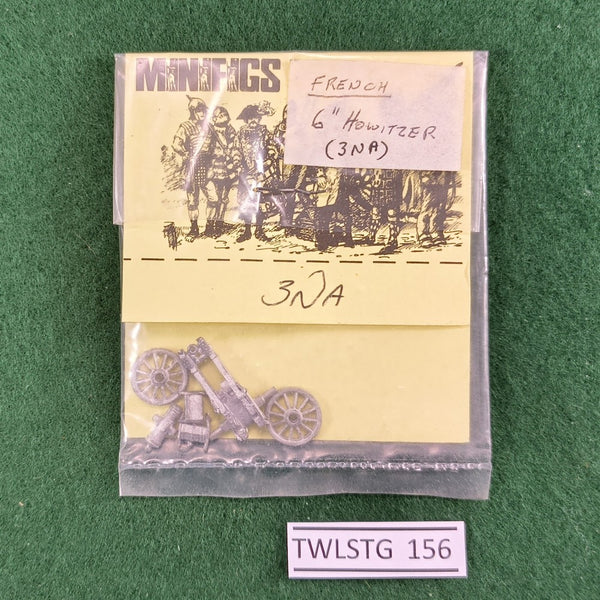 MINIFIGS
FRENCH
6" HOWITZER
(3NA)
3NA
TWLSTG 156